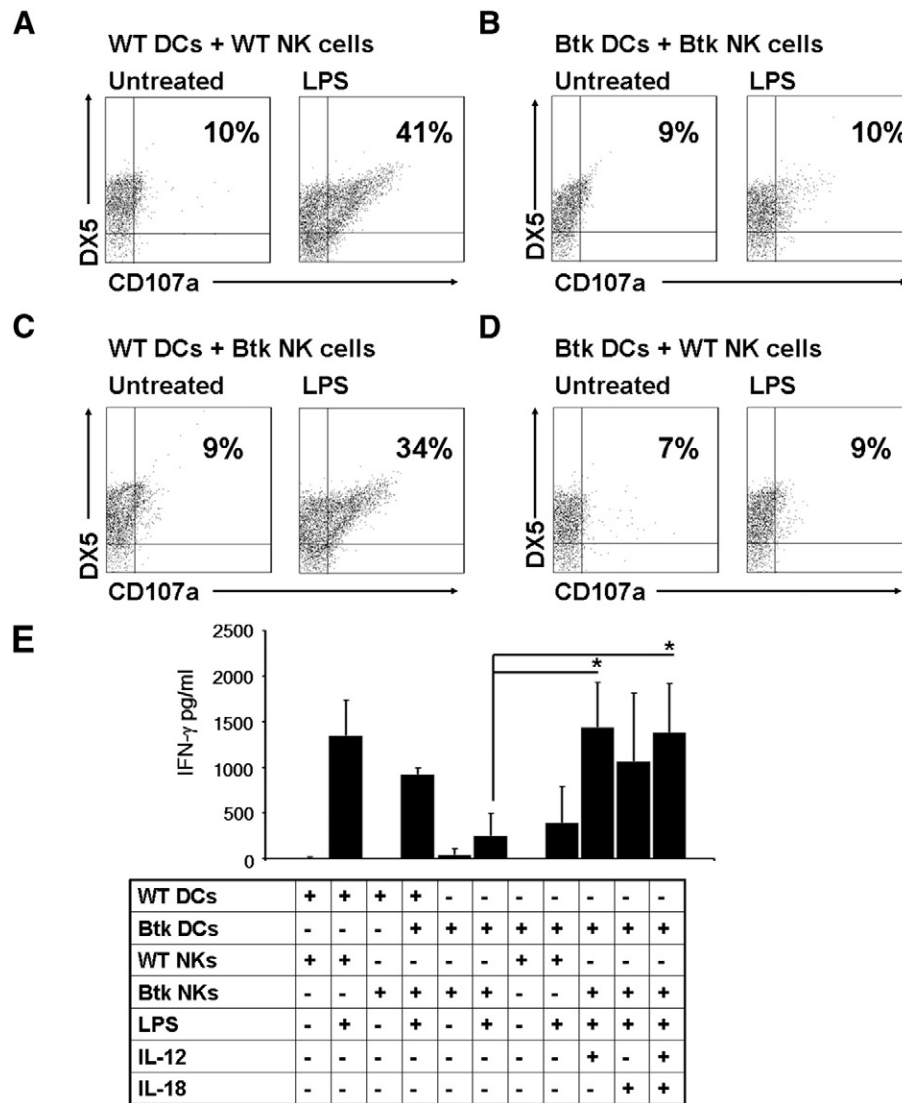 A
WT DCs + WT NK cells
Untreated
LPS
10%
41%
DX5
CD107a
B
Btk DCs + Btk NK cells
Untreated
LPS
9%
10%
DX5
CD107a
C
WT DCs + Btk NK cells
Untreated
LPS
9%
34%
DX5
CD107a
D
Btk DCs + WT NK cells
Untreated
LPS
7%
9%
DX5
CD107a
E
IFN-γ pg/ml
2500
2000
1500
1000
500
0
* *
WT DCs + + + + - - - - - - -
Btk DCs - - - + + + + + + + +
WT NKs + + - - - - + + - - -
Btk NKs - - + + + + - - + + +
LPS - + - + - + - + + + +
IL-12 - - - - - - - - + - +
IL-18 - - - - - - - - - + +